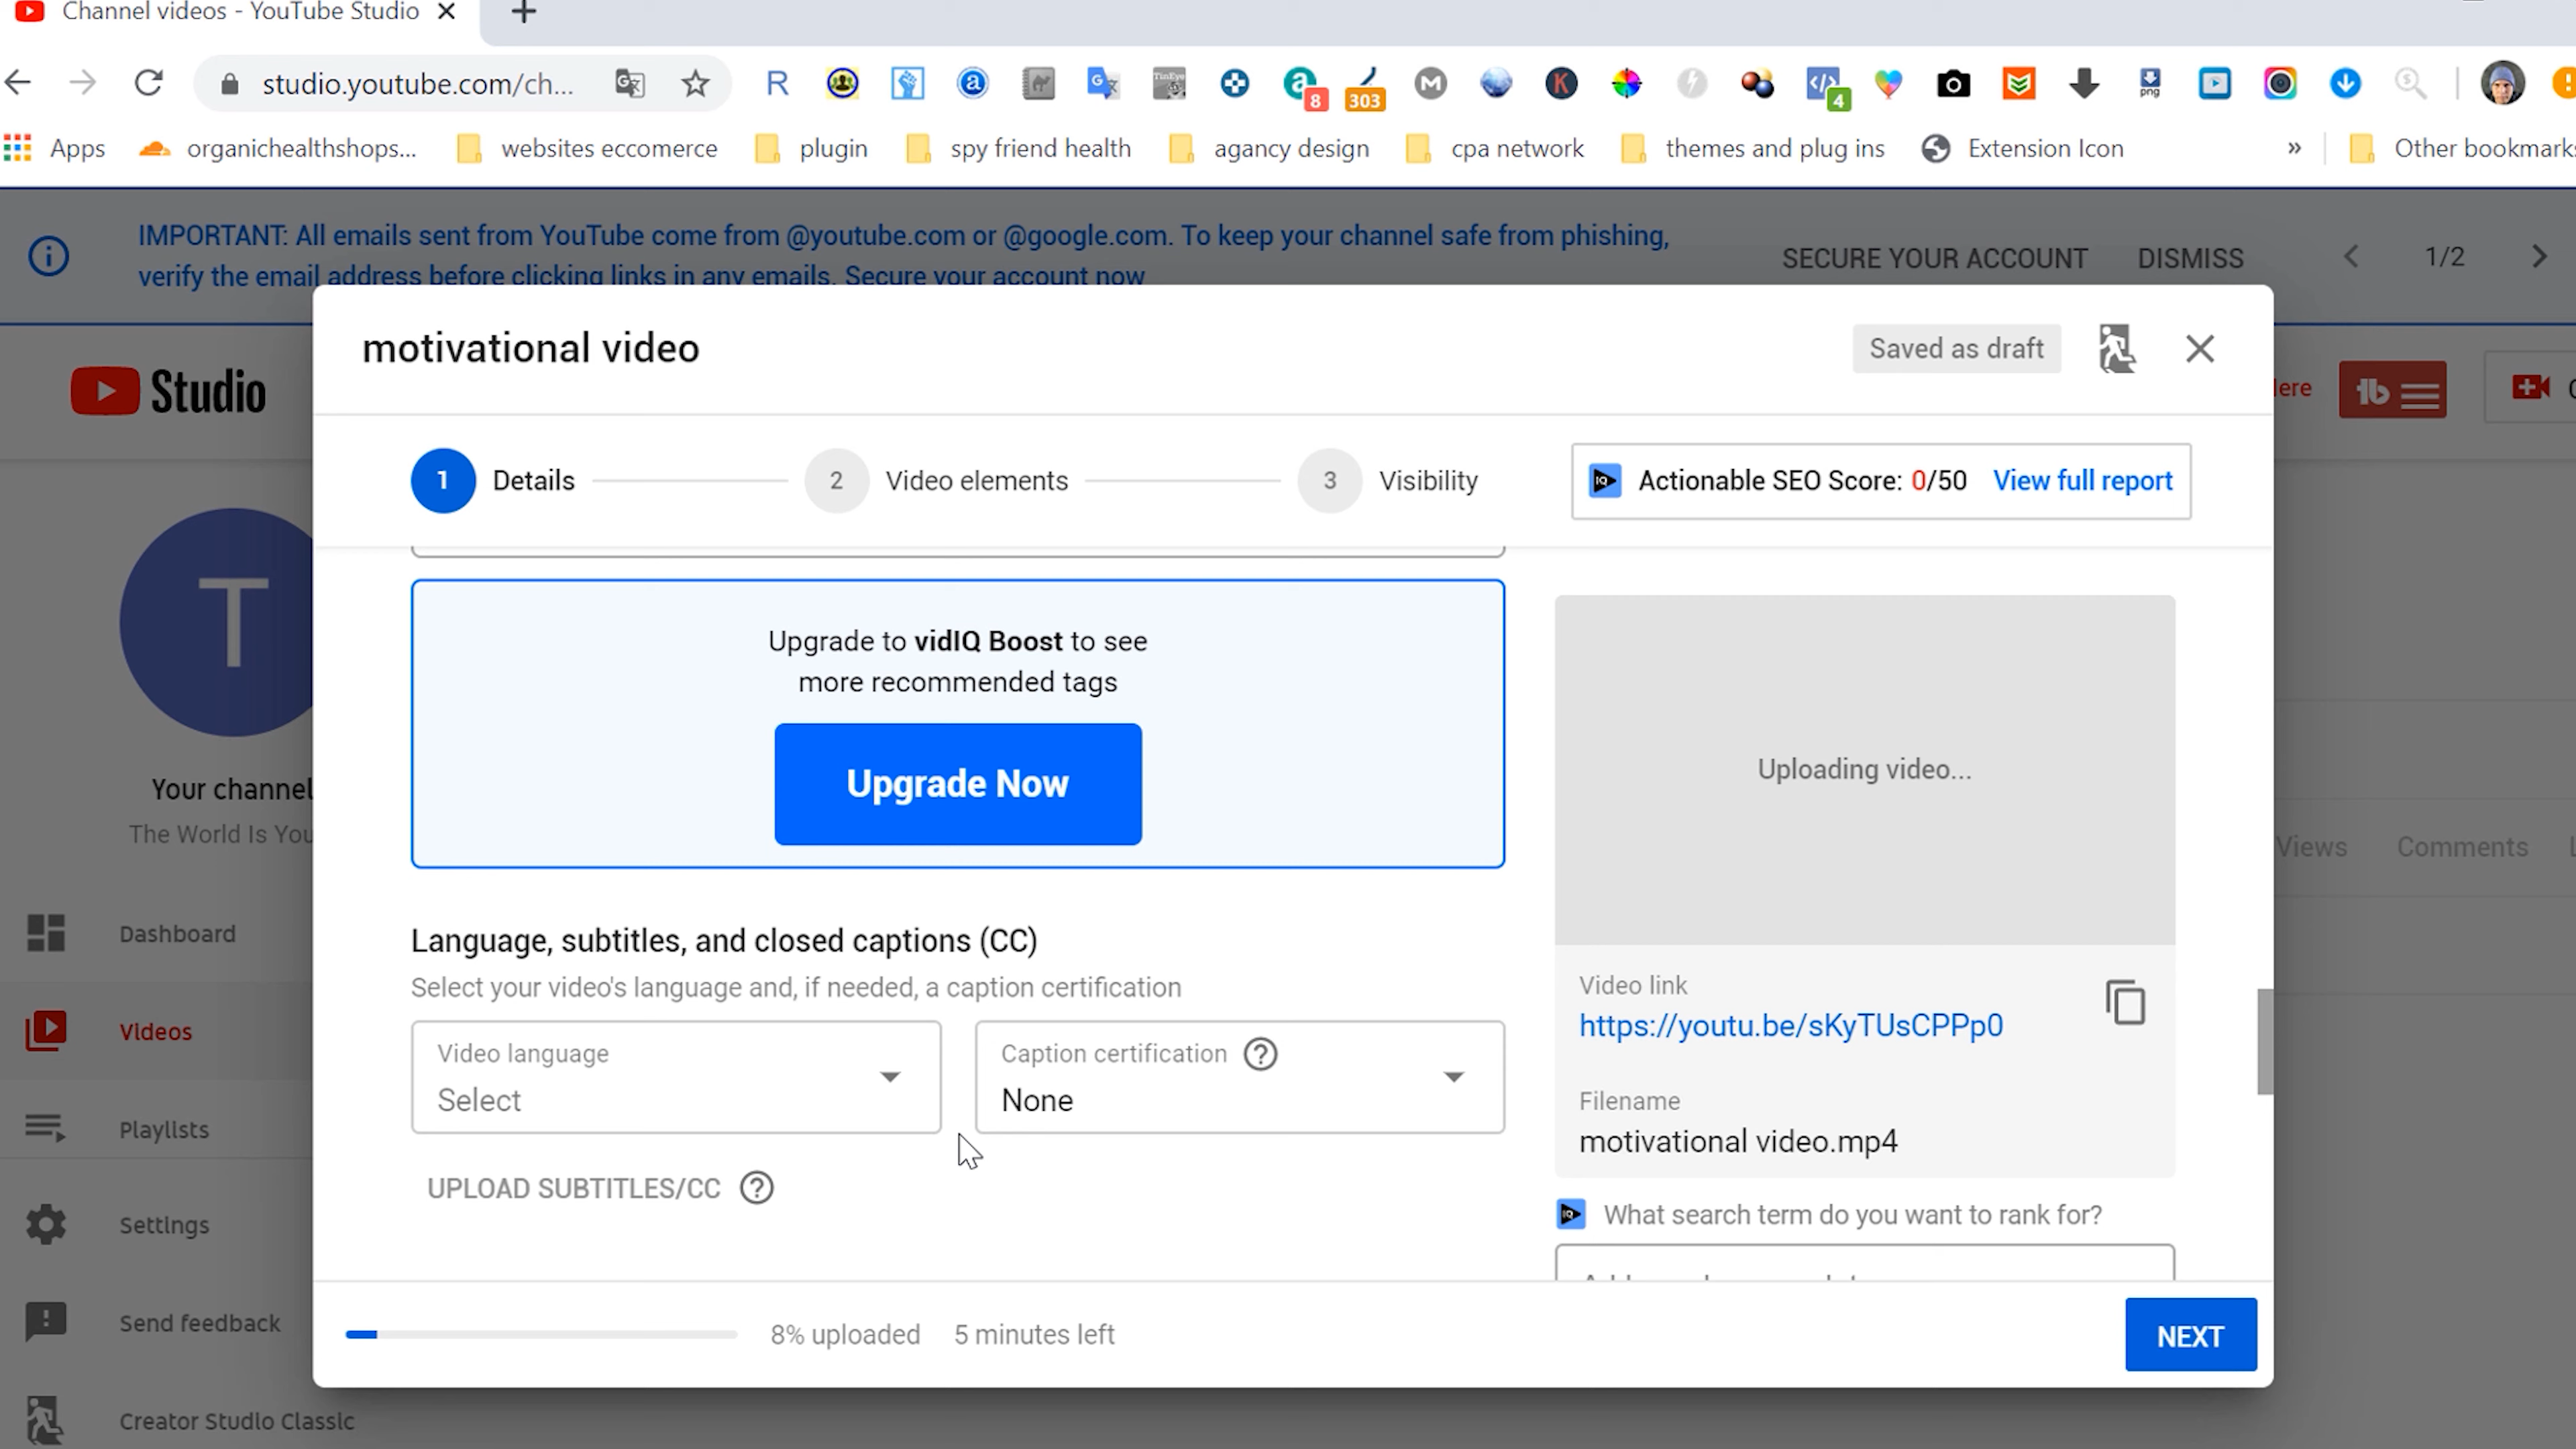 Channel videos - YouTube Studio
studio.youtube.com/ch...
8
303
4
Apps
organichealthshops...
websites eccomerce
plugin
spy friend health
agancy design
cpa network
themes and plug ins
Extension Icon
»
Other bookmarks
IMPORTANT: All emails sent from YouTube come from @youtube.com or @google.com. To keep your channel safe from phishing,
verify the email address before clicking links in any emails. Secure your account now
SECURE YOUR ACCOUNT
DISMISS
1/2
Studio
motivational video
Saved as draft
1 Details
2 Video elements
3 Visibility
Actionable SEO Score: 0/50 View full report
T
Your channel
The World Is You
Dashboard
Videos
Playlists
Settings
Send feedback
Creator Studio Classic
Upgrade to vidIQ Boost to see
more recommended tags
Upgrade Now
Language, subtitles, and closed captions (CC)
Select your video's language and, if needed, a caption certification
Video language
Select
Caption certification
None
UPLOAD SUBTITLES/CC
Uploading video...
Video link
https://youtu.be/sKyTUsCPPp0
Filename
motivational video.mp4
What search term do you want to rank for?
8% uploaded 5 minutes left
NEXT
Views
Comments